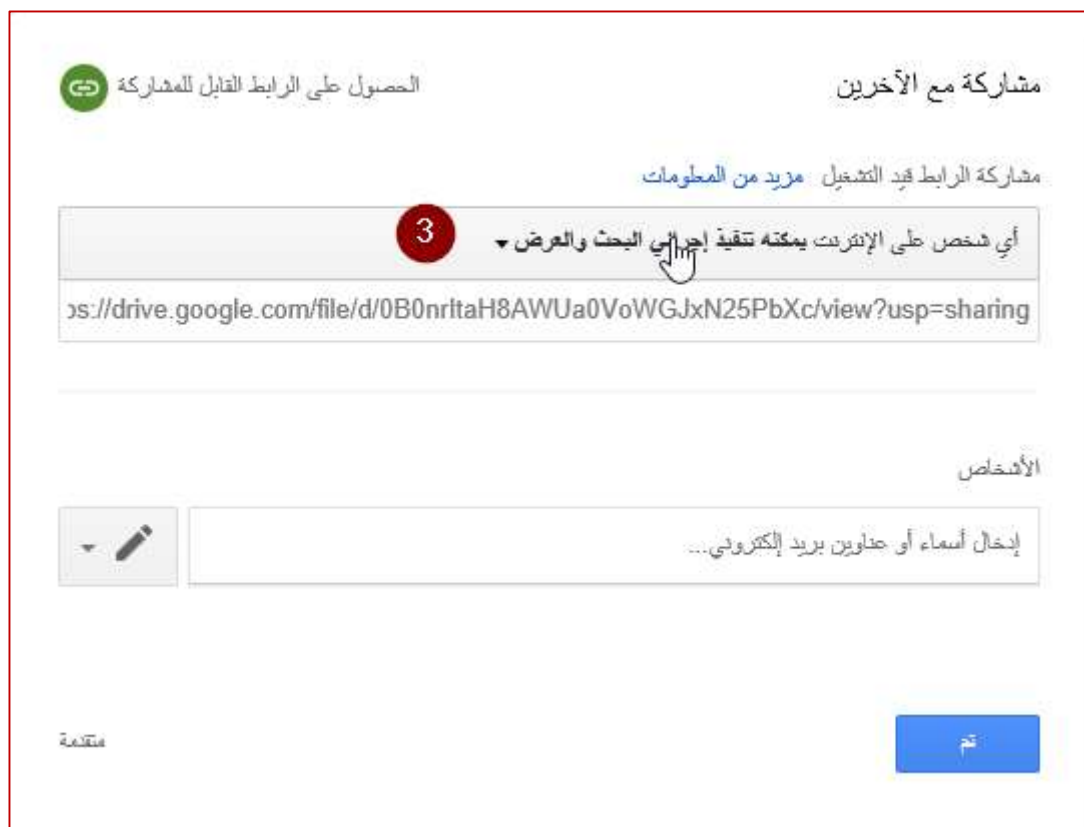 مشاركة مع الآخرين
الحصول على الرابط القابل للمشاركة
مشاركة الرابط قيد التشغيل مزيد من المعلومات
أي شخص على الإنترنت يمكنه تنفيذ إجرائي البحث والعرض
3
ps://drive.google.com/file/d/0B0nrltaH8AWUa0VoWGJxN25PbXc/view?usp=sharing
الأشخاص
إدخال أسماء أو عناوين بريد إلكتروني...
تم
متقدمة